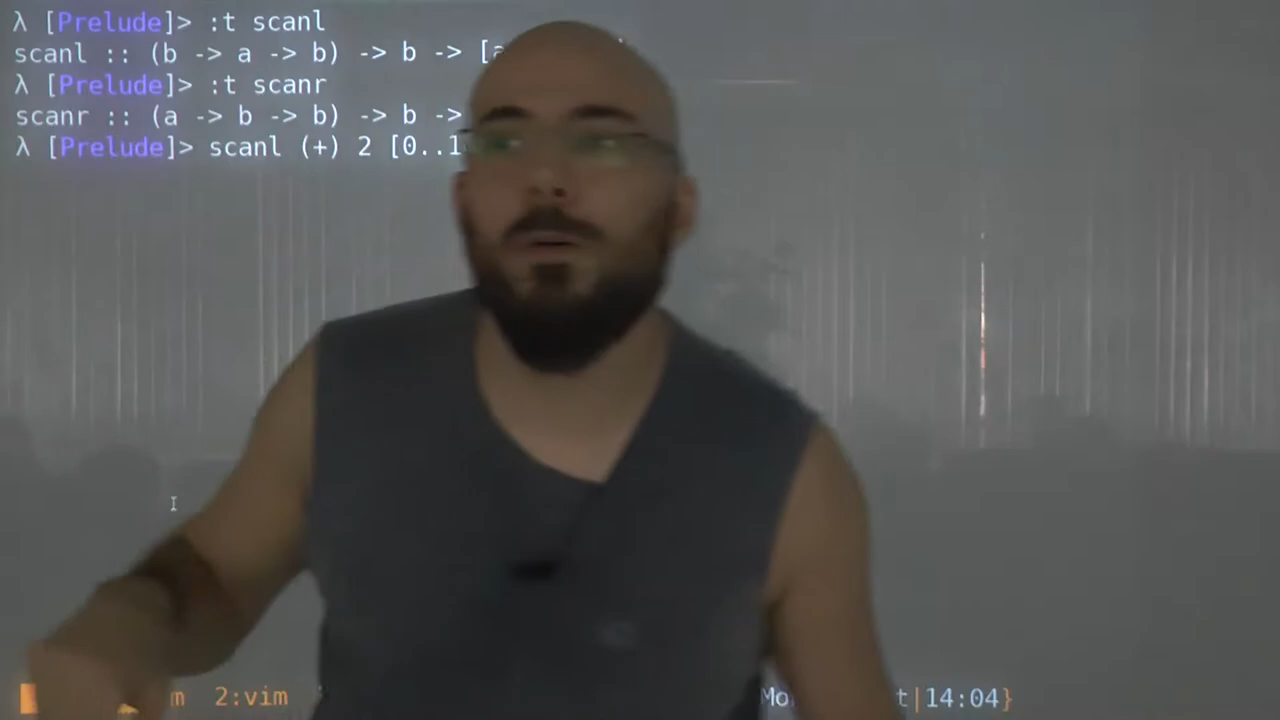 λ [Prelude]> :t scanl
scanl :: (b -> a -> b) -> b -> [a
λ [Prelude]> :t scanr
scanr :: (a -> b -> b) -> b ->
λ [Prelude]> scanl (+) 2 [0..1
2:vim |14:04}